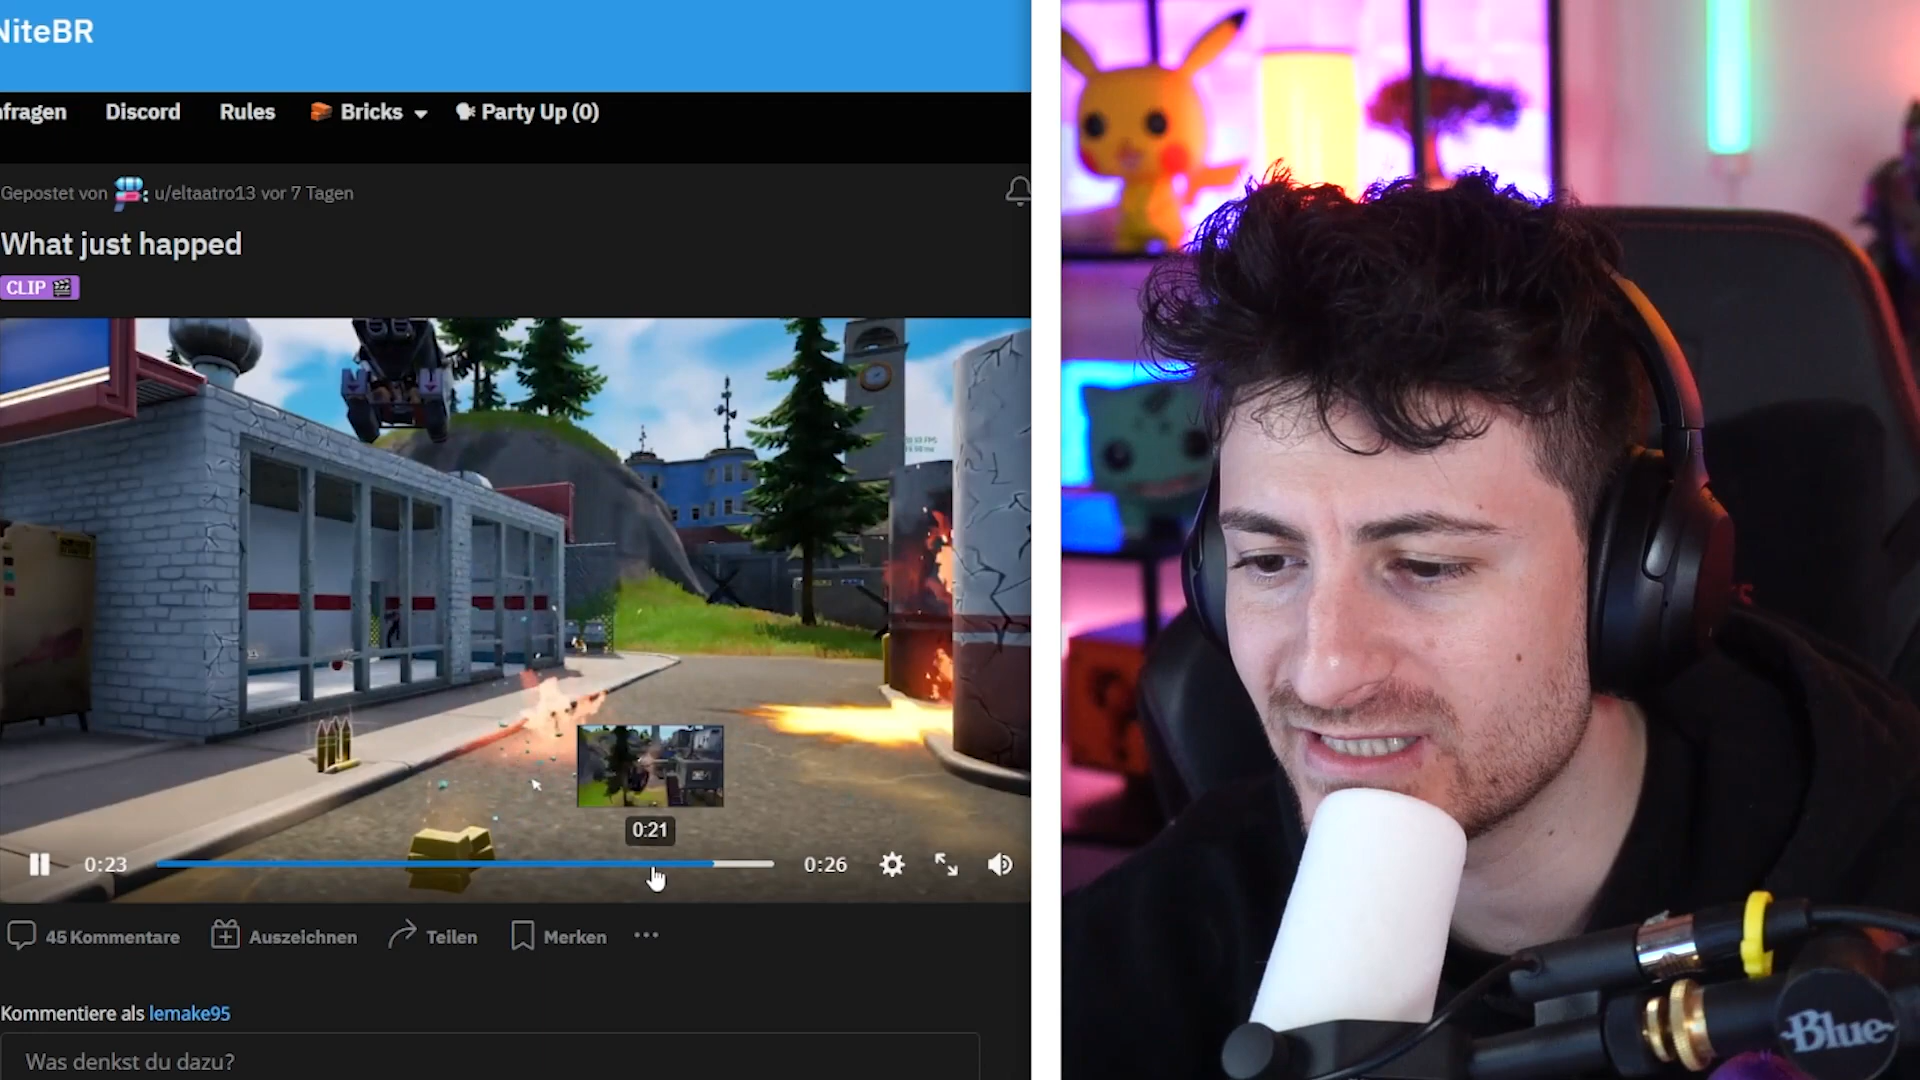 NiteBR
nfragen Discord Rules Bricks Party Up (0)
Gepostet von u/eltaatro13 vor 7 Tagen
What just happed
CLIP
0:21
0:23
0:26
45 Kommentare Auszeichnen Teilen Merken ...
Kommentiere als lemake95
Was denkst du dazu?
Blue